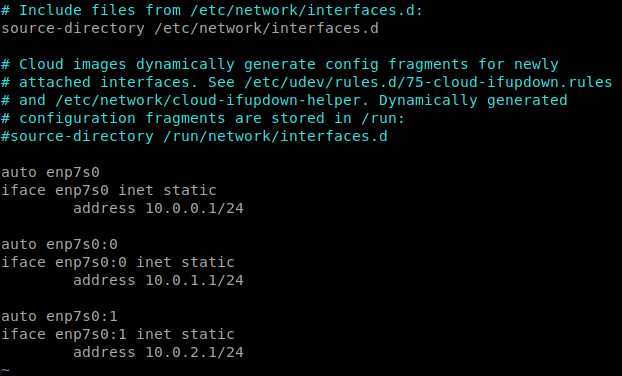 # Include files from /etc/network/interfaces.d:
source-directory /etc/network/interfaces.d

# Cloud images dynamically generate config fragments for newly
# attached interfaces. See /etc/udev/rules.d/75-cloud-ifupdown.rules
# and /etc/network/cloud-ifupdown-helper. Dynamically generated
# configuration fragments are stored in /run:
#source-directory /run/network/interfaces.d

auto enp7s0
iface enp7s0 inet static
        address 10.0.0.1/24

auto enp7s0:0
iface enp7s0:0 inet static
        address 10.0.1.1/24

auto enp7s0:1
iface enp7s0:1 inet static
        address 10.0.2.1/24
~